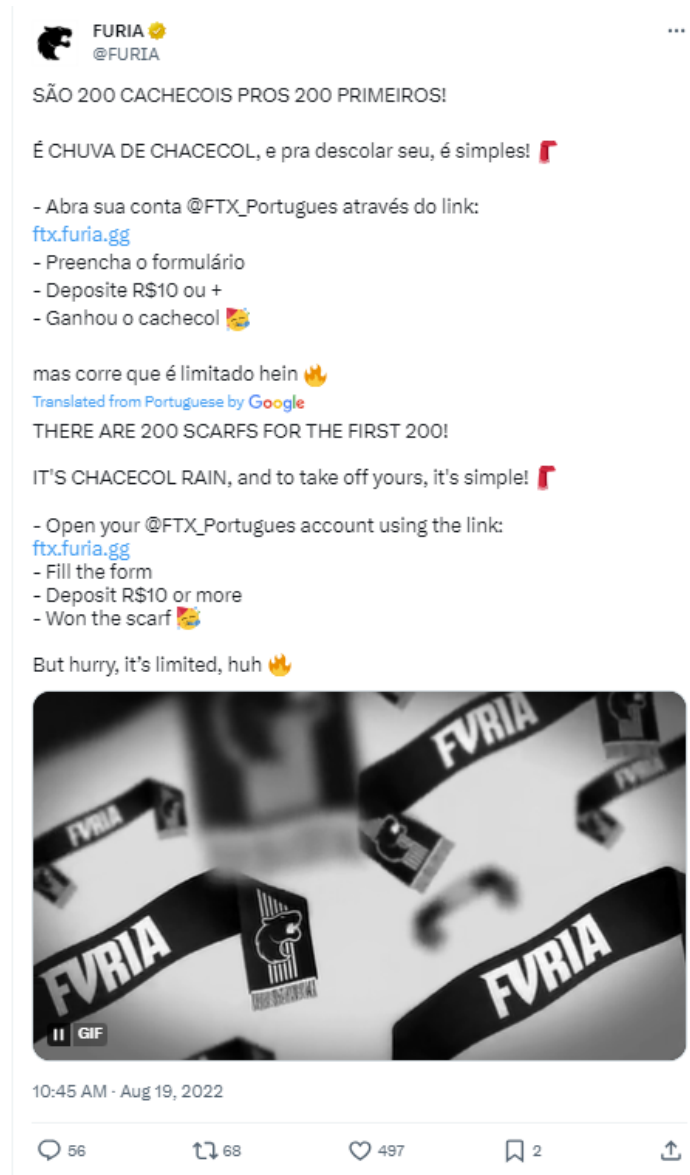 FURIA
@FURIA
SÃO 200 CACHECOIS PROS 200 PRIMEIROS!
É CHUVA DE CHACECOL, e pra descolar seu, é simples!
- Abra sua conta @FTX_Portugues através do link:
ftx.furia.gg
- Preencha o formulário
- Deposite R$10 ou +
- Ganhou o cachecol
mas corre que é limitado hein
Translated from Portuguese by Google
THERE ARE 200 SCARFS FOR THE FIRST 200!
IT'S CHACECOL RAIN, and to take off yours, it's simple!
- Open your @FTX_Portugues account using the link:
ftx.furia.gg
- Fill the form
- Deposit R$10 or more
- Won the scarf
But hurry, it’s limited, huh
FURIA
FURIA
FURIA
FURIA
FURIA
GIF
10:45 AM · Aug 19, 2022
56 68 497 2